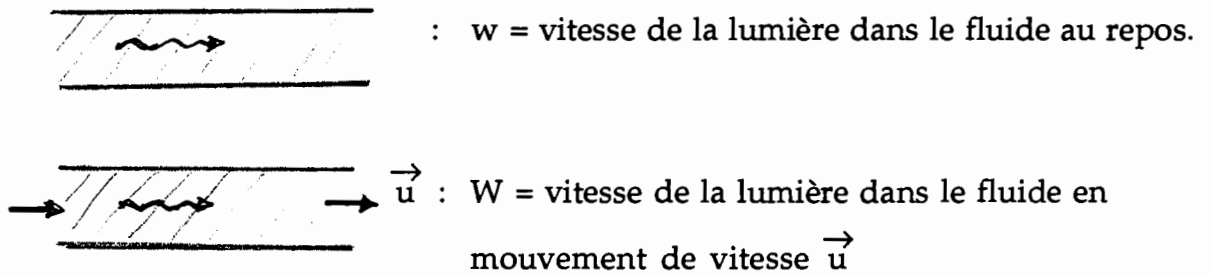 : w = vitesse de la lumière dans le fluide au repos.
u⃗ : W = vitesse de la lumière dans le fluide en
mouvement de vitesse u⃗